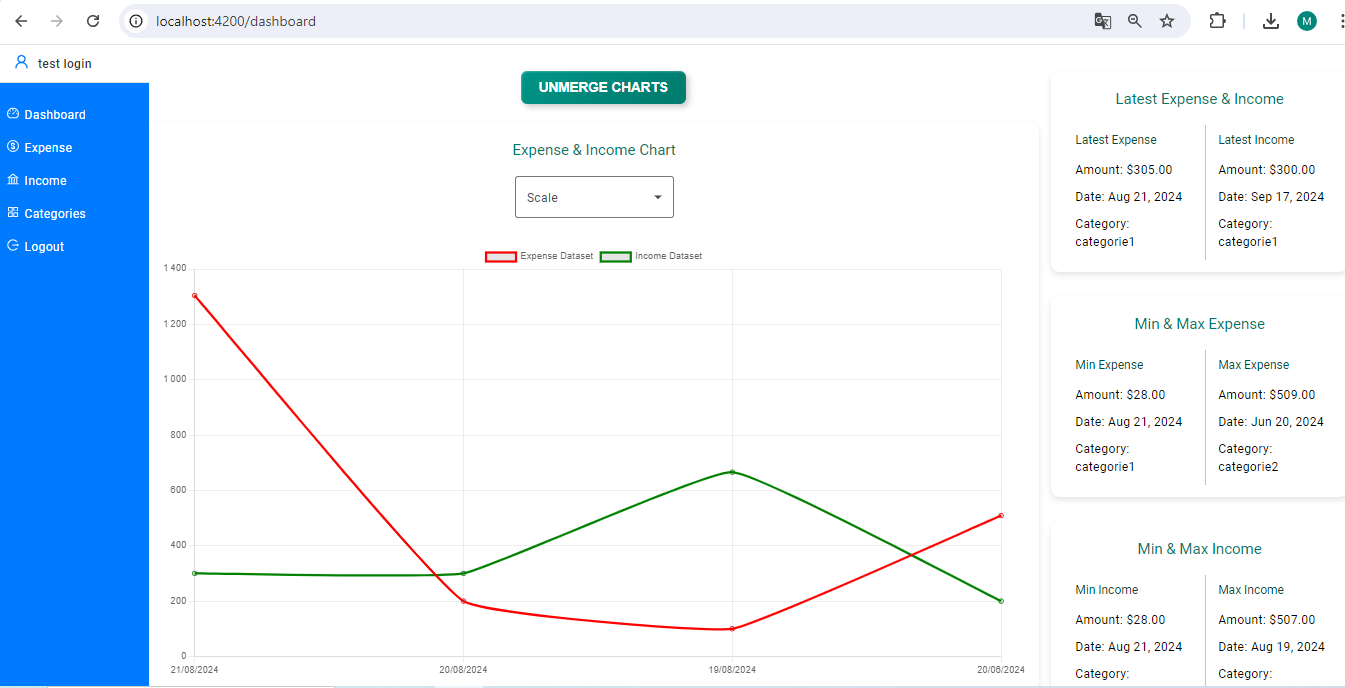 localhost:4200/dashboard
M
test login
Dashboard
Expense
Income
Categories
Logout
UNMERGE CHARTS
Expense & Income Chart
Scale
Expense Dataset Income Dataset
1 400
1 200
1 000
800
600
400
200
0
21/08/2024 20/08/2024 19/08/2024 20/06/2024
Latest Expense & Income
Latest Expense
Amount: $305.00
Date: Aug 21, 2024
Category:
categorie1
Latest Income
Amount: $300.00
Date: Sep 17, 2024
Category:
categorie1
Min & Max Expense
Min Expense
Amount: $28.00
Date: Aug 21, 2024
Category:
categorie1
Max Expense
Amount: $509.00
Date: Jun 20, 2024
Category:
categorie2
Min & Max Income
Min Income
Amount: $28.00
Date: Aug 21, 2024
Category:
Max Income
Amount: $507.00
Date: Aug 19, 2024
Category: